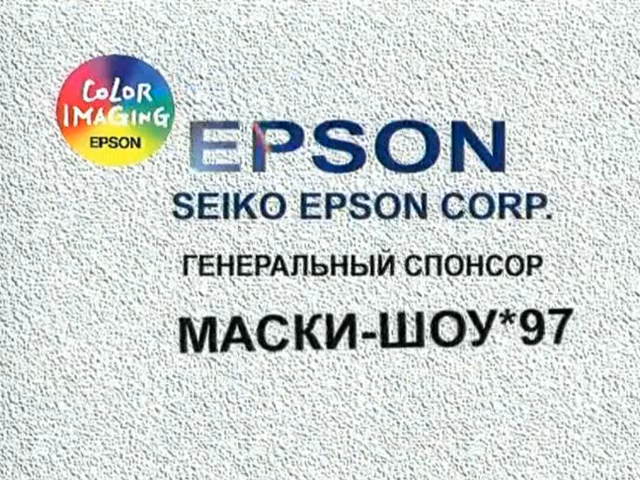 COLOR
IMAGING
EPSON
EPSON
SEIKO EPSON CORP.
ГЕНЕРАЛЬНЫЙ СПОНСОР
МАСКИ-ШОУ*97